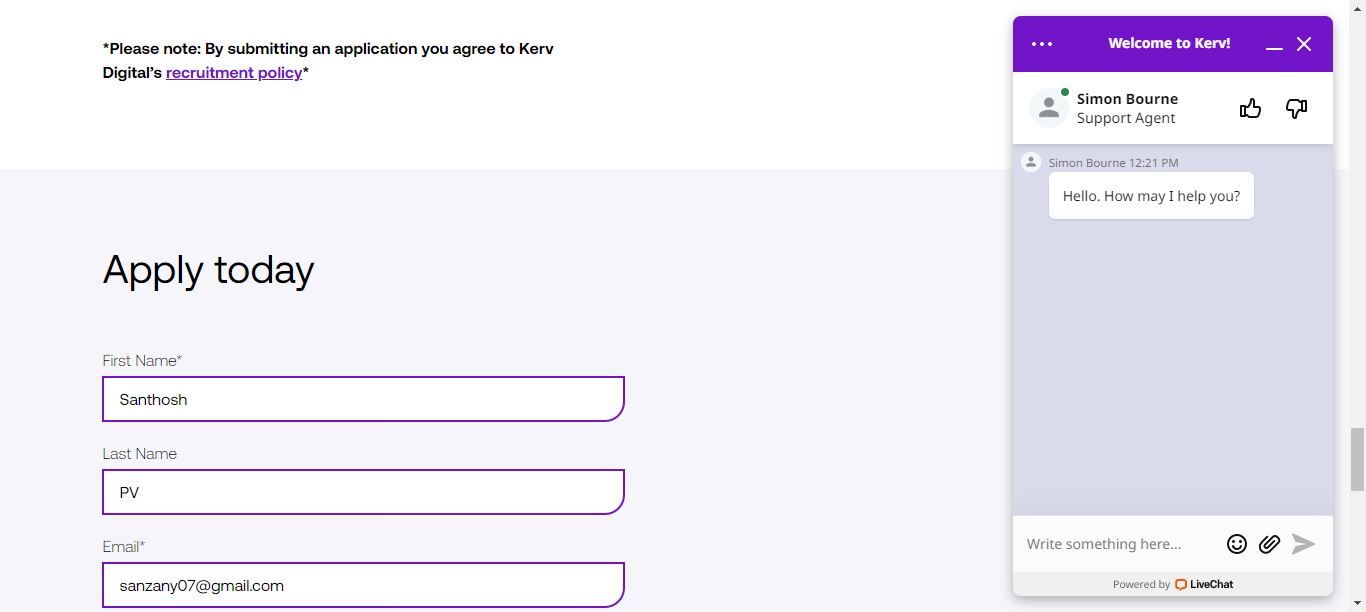 *Please note: By submitting an application you agree to Kerv
Digital’s recruitment policy*
Apply today
First Name*
Santhosh
Last Name
PV
Email*
sanzany07@gmail.com
Welcome to Kerv!
Simon Bourne
Support Agent
Simon Bourne 12:21 PM
Hello. How may I help you?
Write something here...
Powered by LiveChat